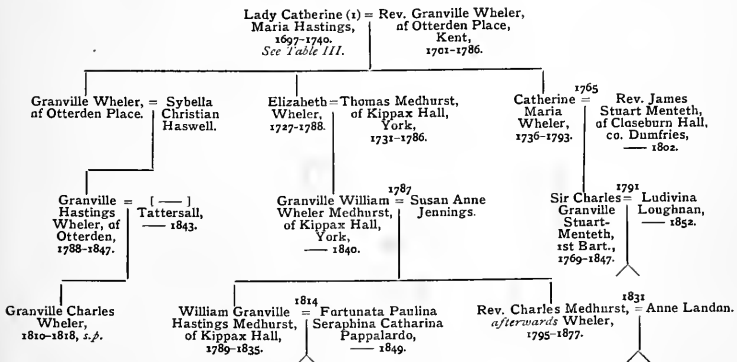 Lady Catherine (1) = Rev. Granville Wheler,
Maria Hastings, of Otterden Place,
1697-1740. Kent,
See Table III. 1701-1786.
Granville Wheler, = Sybella
of Otterden Place. Christian
Haswell.
Elizabeth = Thomas Medhurst,
Wheler, of Kippax Hall,
1727-1788. York,
1731-1786.
1765
Catherine = Rev. James
Maria Stuart Menteth,
Wheler, of Closeburn Hall,
1736-1793. co. Dumfries,
—— 1802.
Granville = [ —— ]
Hastings Tattersall,
Wheler, of —— 1843.
Otterden,
1788-1847.
1787
Granville William = Susan Anne
Wheler Medhurst, Jennings.
of Kippax Hall,
York,
—— 1840.
1791
Sir Charles = Ludivina
Granville Loughnan,
Stuart- —— 1852.
Menteth,
1st Bart.,
1769-1847.
Granville Charles
Wheler,
1810-1818, s.p.
1814
William Granville = Fortunata Paulina
Hastings Medhurst, Seraphina Catharina
of Kippax Hall, Pappalardo,
1789-1835. —— 1849.
1831
Rev. Charles Medhurst, = Anne Landon.
afterwards Wheler,
1795-1877.